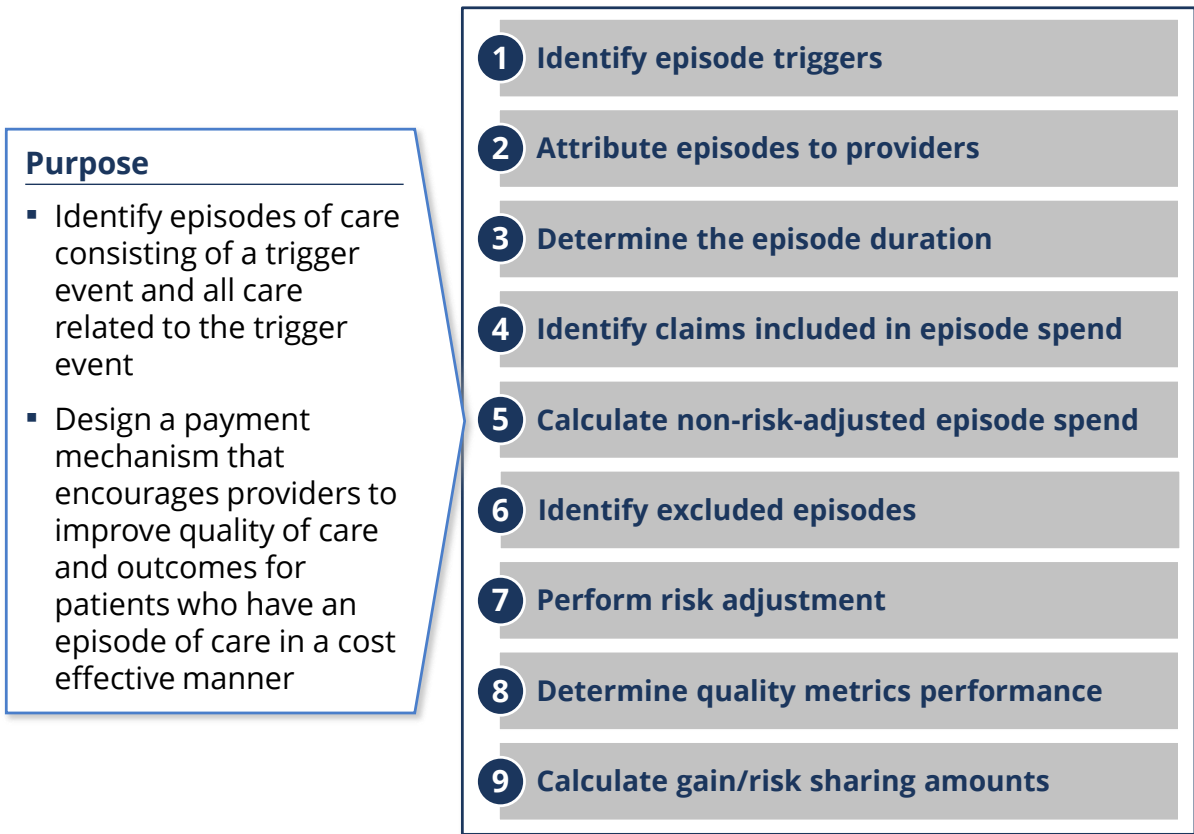 Purpose
▪ Identify episodes of care
consisting of a trigger
event and all care
related to the trigger
event
▪ Design a payment
mechanism that
encourages providers to
improve quality of care
and outcomes for
patients who have an
episode of care in a cost
effective manner
1 Identify episode triggers
2 Attribute episodes to providers
3 Determine the episode duration
4 Identify claims included in episode spend
5 Calculate non-risk-adjusted episode spend
6 Identify excluded episodes
7 Perform risk adjustment
8 Determine quality metrics performance
9 Calculate gain/risk sharing amounts